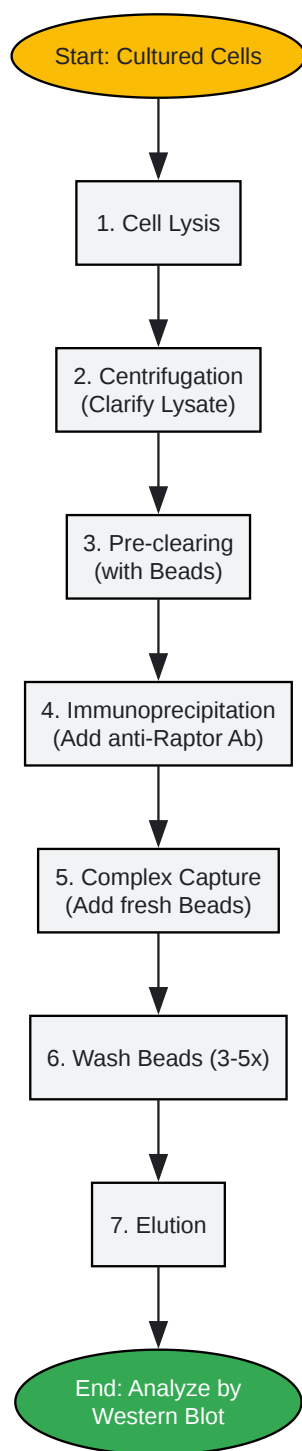 Start: Cultured Cells
1. Cell Lysis
2. Centrifugation
(Clarify Lysate)
3. Pre-clearing
(with Beads)
4. Immunoprecipitation
(Add anti-Raptor Ab)
5. Complex Capture
(Add fresh Beads)
6. Wash Beads (3-5x)
7. Elution
End: Analyze by
Western Blot